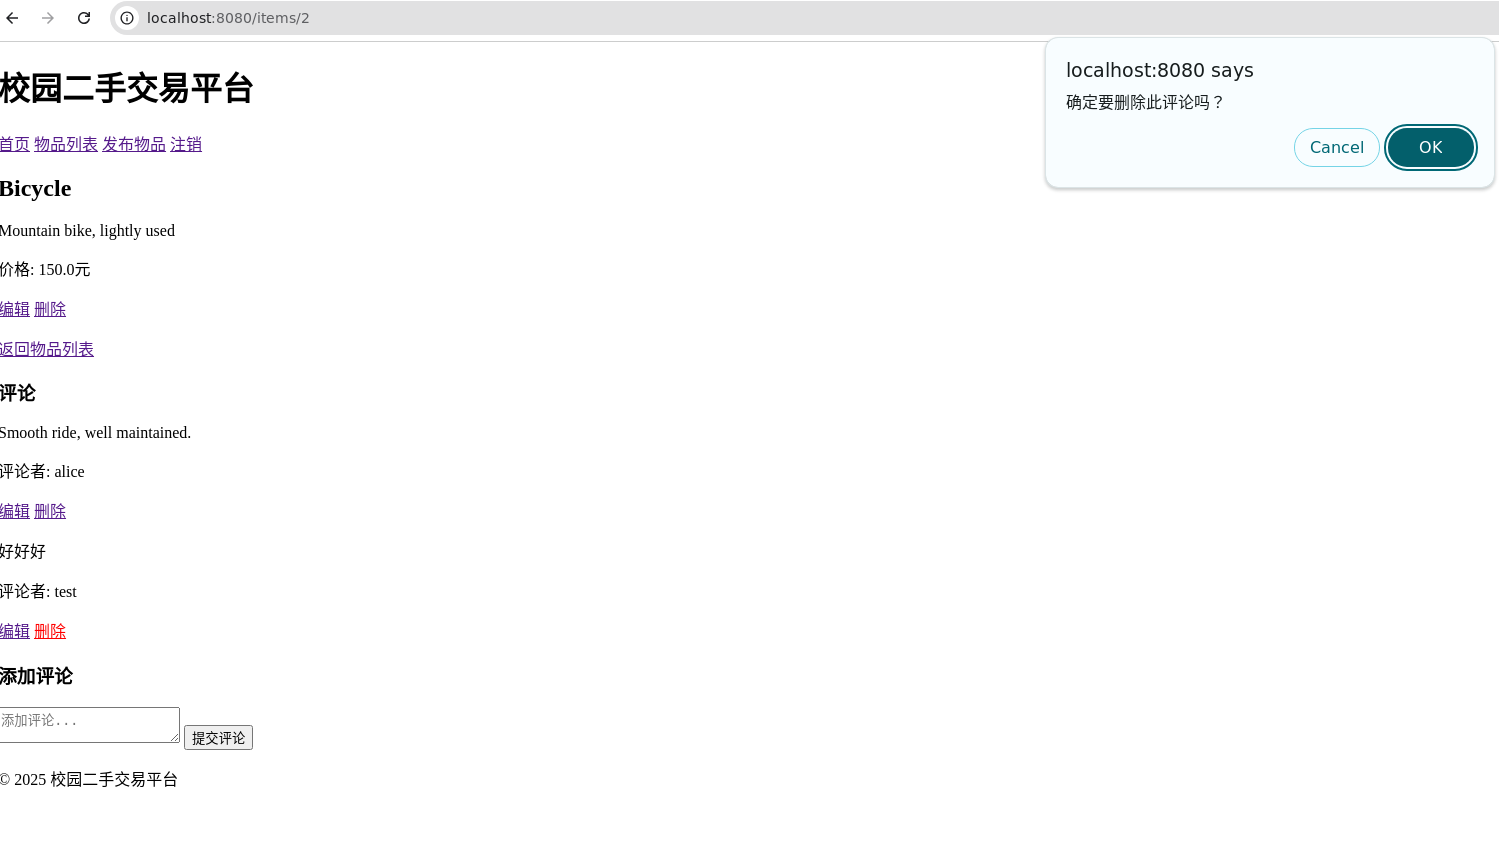 localhost:8080/items/2
localhost:8080 says
确定要删除此评论吗？
Cancel OK
校园二手交易平台
首页 物品列表 发布物品 注销
Bicycle
Mountain bike, lightly used
价格: 150.0元
编辑 删除
返回物品列表
评论
Smooth ride, well maintained.
评论者: alice
编辑 删除
好好好
评论者: test
编辑 删除
添加评论
添加评论...
提交评论
© 2025 校园二手交易平台